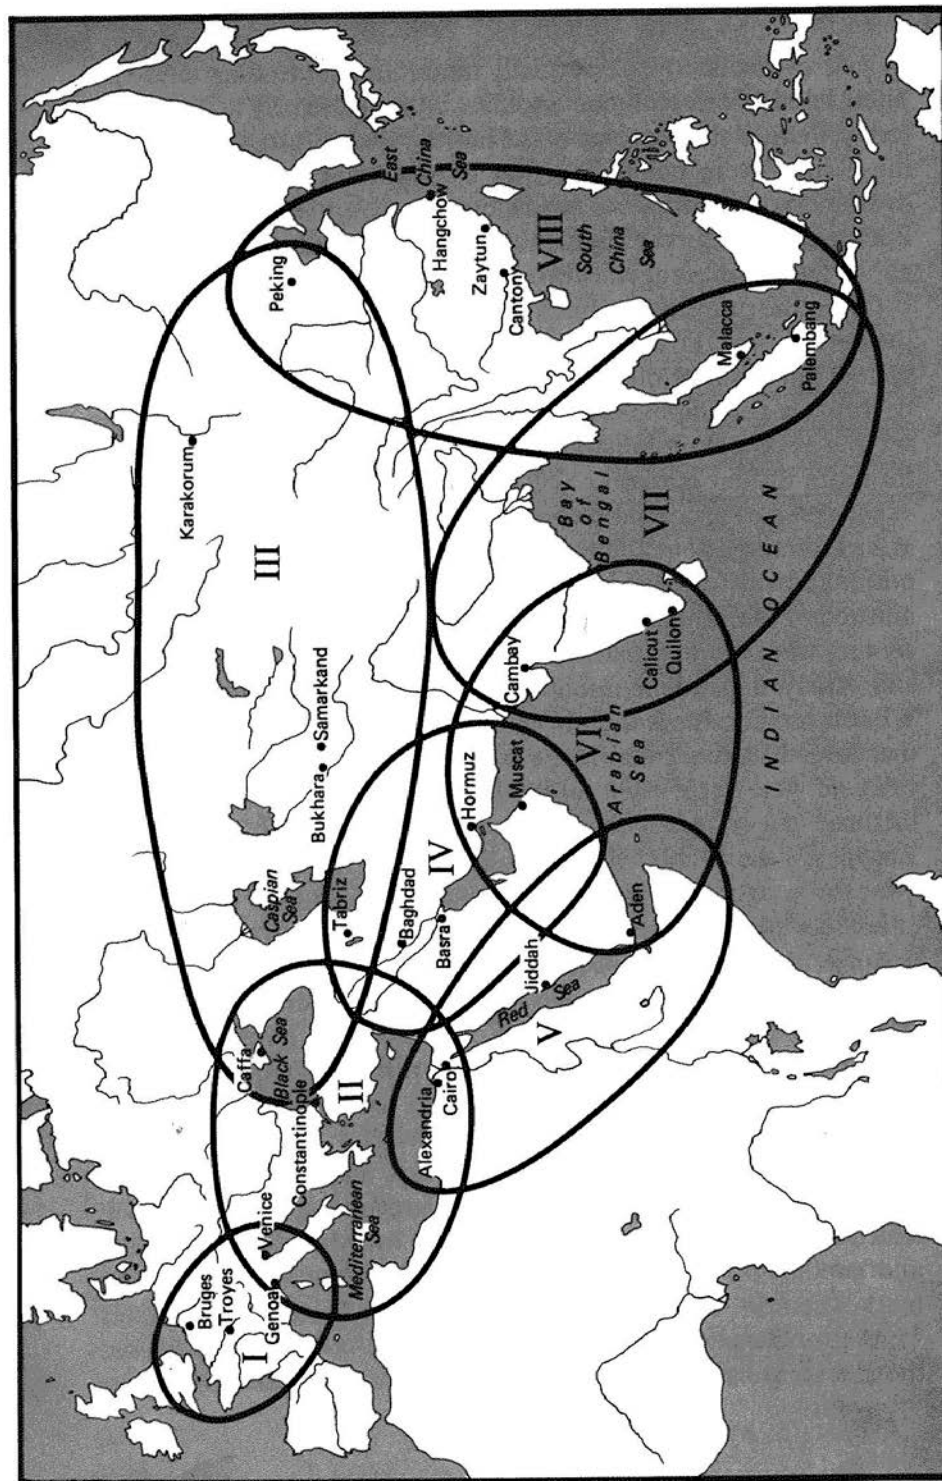 Bruges
Troyes
I
Genoa
Venice
Mediterranean
Sea
Constantinople
II
Caffa
Black Sea
Alexandria
Cairo
Red
Sea
V
Jiddah
Aden
Caspian
Sea
Tabriz
Baghdad
Basra
IV
Hormuz
Muscat
VI
Arabian
Sea
Bukhara
Samarkand
III
Karakorum
Cambay
Calicut
Quilon
Bay
of
Bengal
VII
INDIAN OCEAN
Peking
Hangchow
Zaytun
Canton
East
China
Sea
VIII
South
China
Sea
Malacca
Palembang